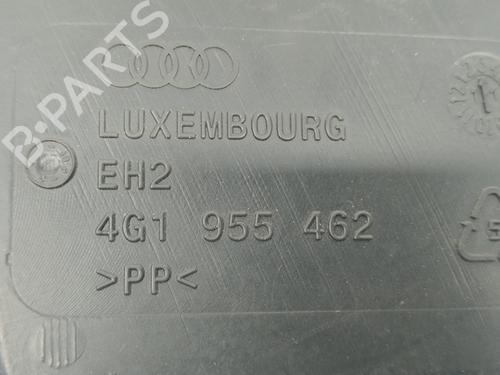 B-PARTS
LUXEMBOURG
EH2
4G1 955 462
>PP<